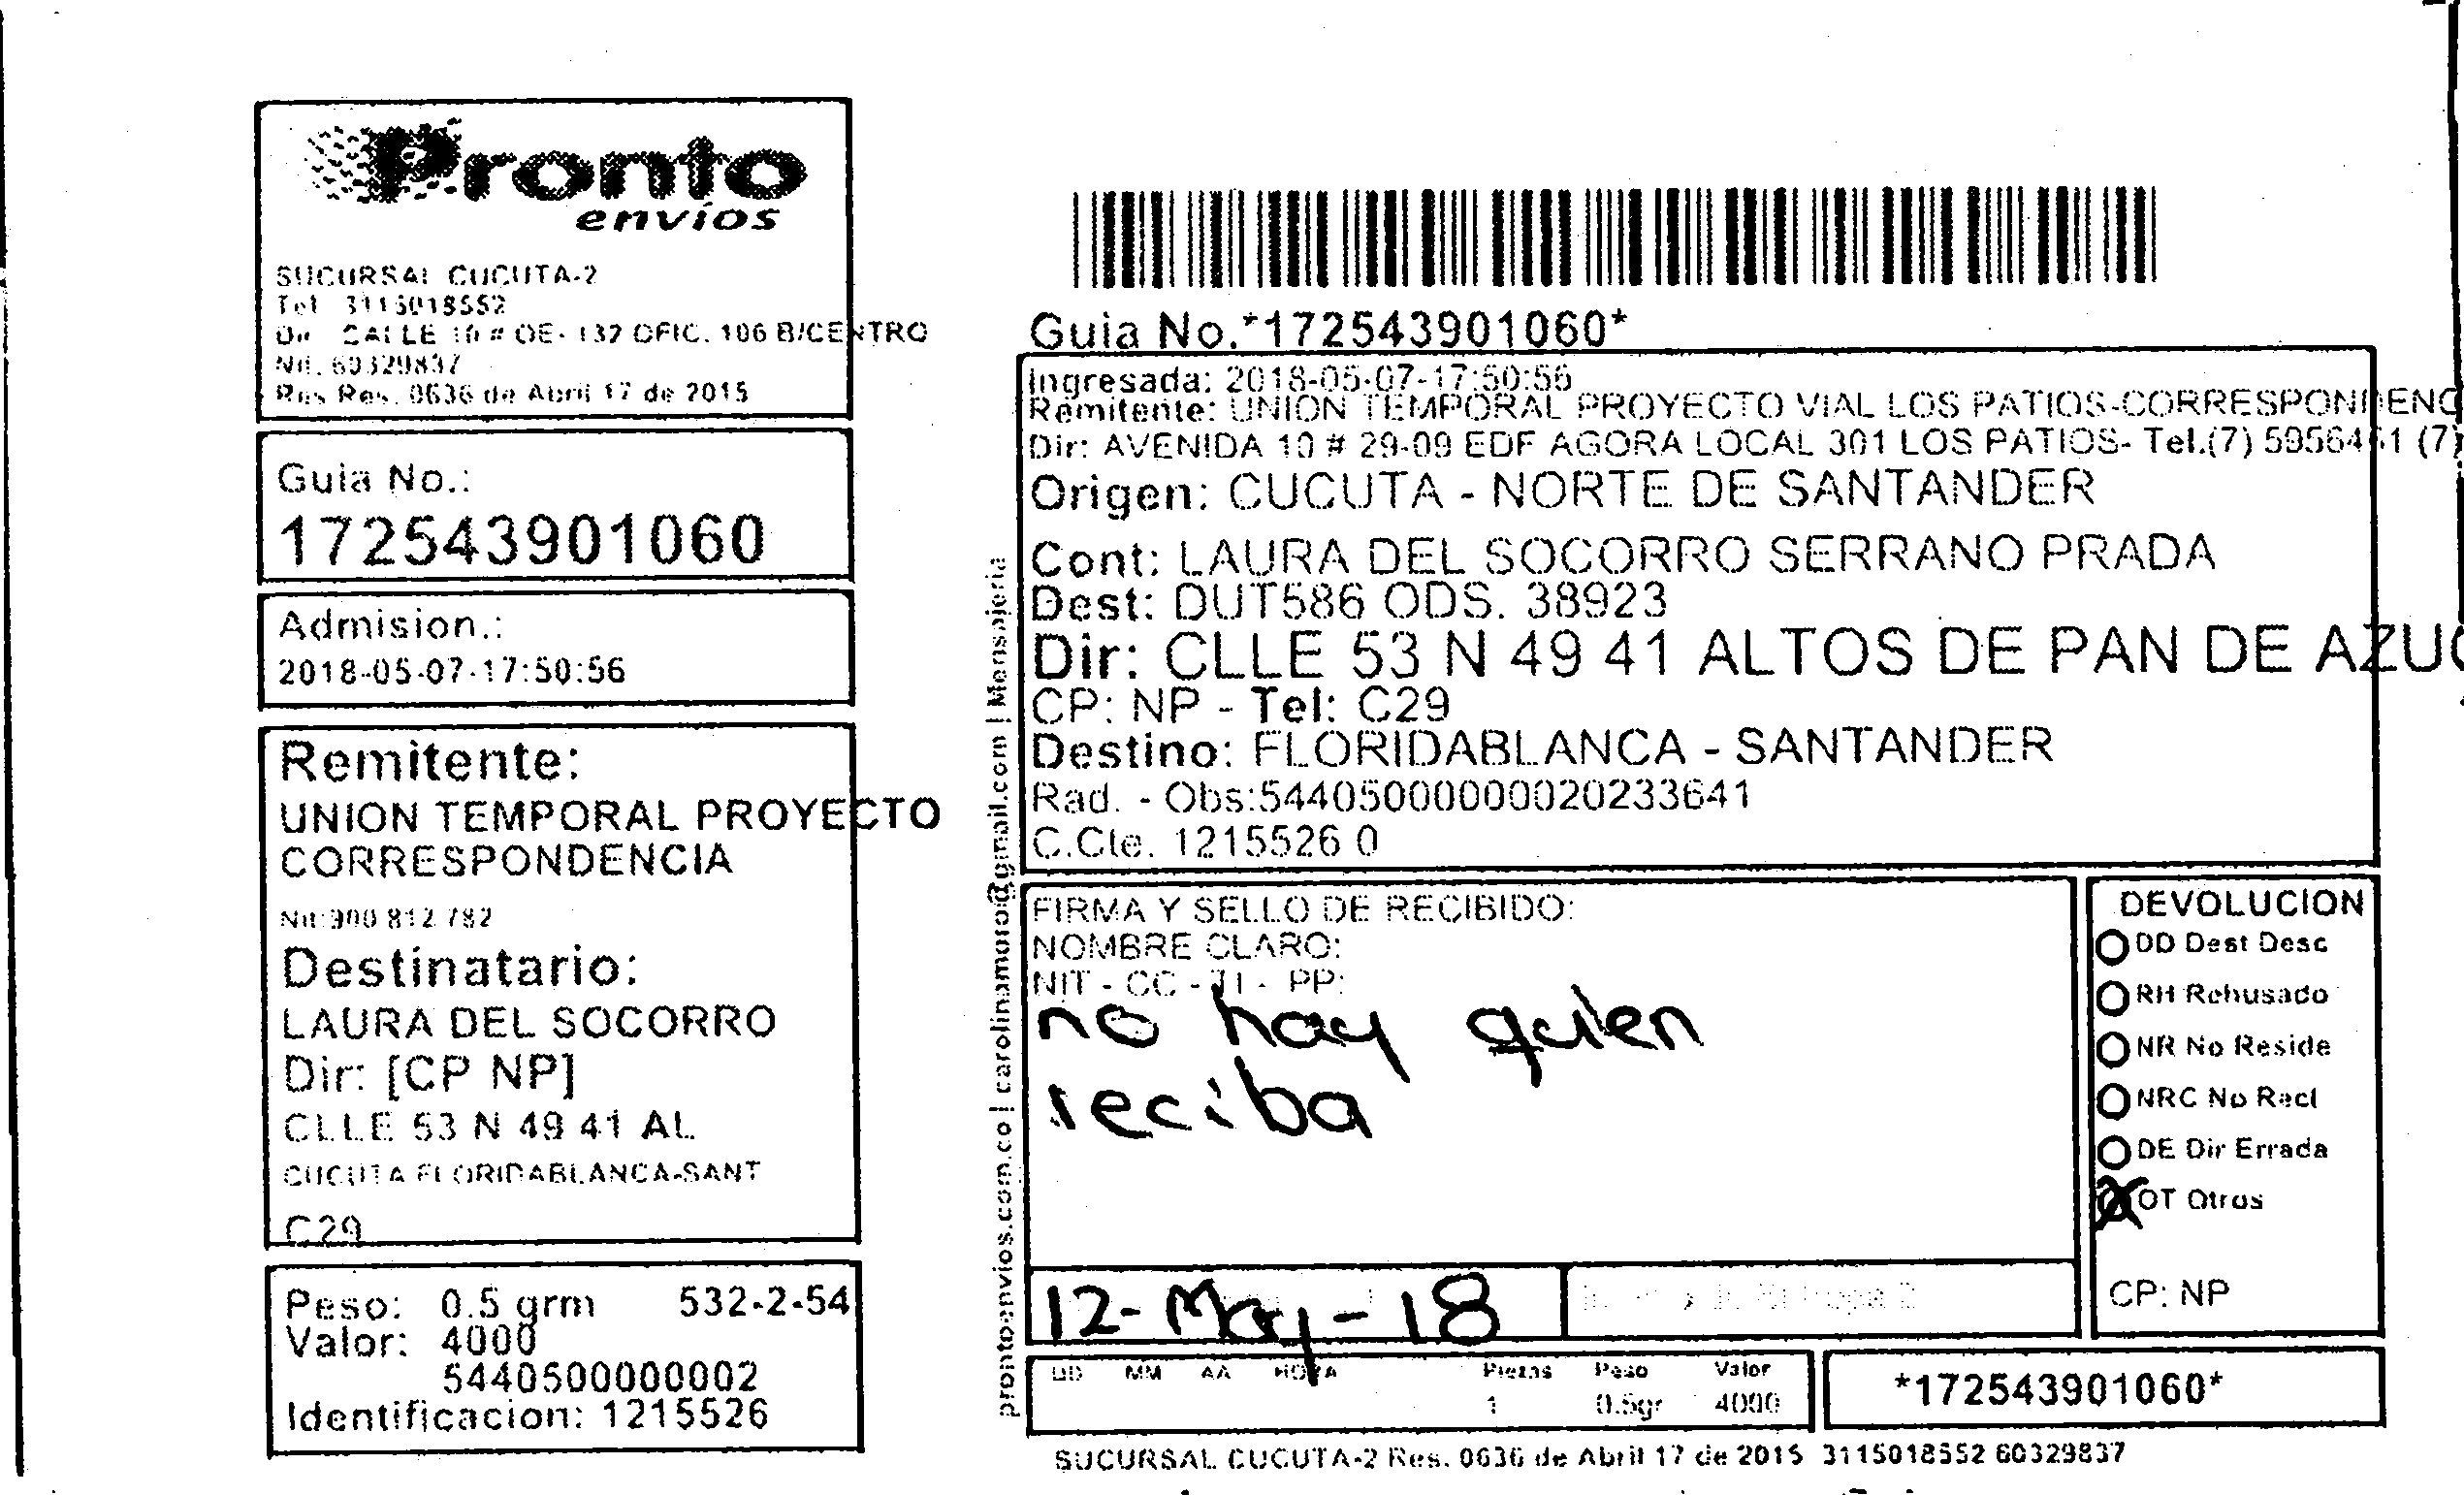 Pronto
envíos
SUCURSAL CUCUTA-2
Tel 3115018552
Dir CALLE 10 # OE- 137 OFIC. 106 B/CENTRO
Nit. 60329837
Res Res. 0636 de Abril 17 de 2015
Guia No.:
172543901060
Admision.:
2018-05-07-17:50:56
Remitente:
UNION TEMPORAL PROYECTO
CORRESPONDENCIA
Nit:900 812 782
Destinatario:
LAURA DEL SOCORRO
Dir: [CP NP]
CLLE 53 N 49 41 AL
CUCUTA FLORIDABLANCA-SANT
C29
Peso: 0.5 grm 532-2-54
Valor: 4000
5440500000002
Identificacion: 1215526
prontoenvios.com.co | carolinamoro@gmail.com | Mensajeria
Guia No.*172543901060*
Ingresada: 2018-05-07-17:50:56
Remitente: UNION TEMPORAL PROYECTO VIAL LOS PATIOS-CORRESPONDENC
Dir: AVENIDA 10 # 29-09 EDF AGORA LOCAL 301 LOS PATIOS- Tel.(7) 5956461 (7)
Origen: CUCUTA - NORTE DE SANTANDER
Cont: LAURA DEL SOCORRO SERRANO PRADA
Dest: DUT586 ODS. 38923
Dir: CLLE 53 N 49 41 ALTOS DE PAN DE AZUC
CP: NP - Tel: C29
Destino: FLORIDABLANCA - SANTANDER
Rad. - Obs:544050000000020233641
C.Cte. 1215526 0
FIRMA Y SELLO DE RECIBIDO:
NOMBRE CLARO:
NIT - CC - TI - PP:
no hay quien
reciba
12-May-18
DEVOLUCION
DD Dest Desc
RH Rehusado
NR No Reside
NRC No Recl
DE Dir Errada
OT Otros
CP: NP
DD MM AA HORA Piezas Peso Valor
1 0.5gr 4000
*172543901060*
SUCURSAL CUCUTA-2 Res. 0636 de Abril 17 de 2015 3115018552 60329837